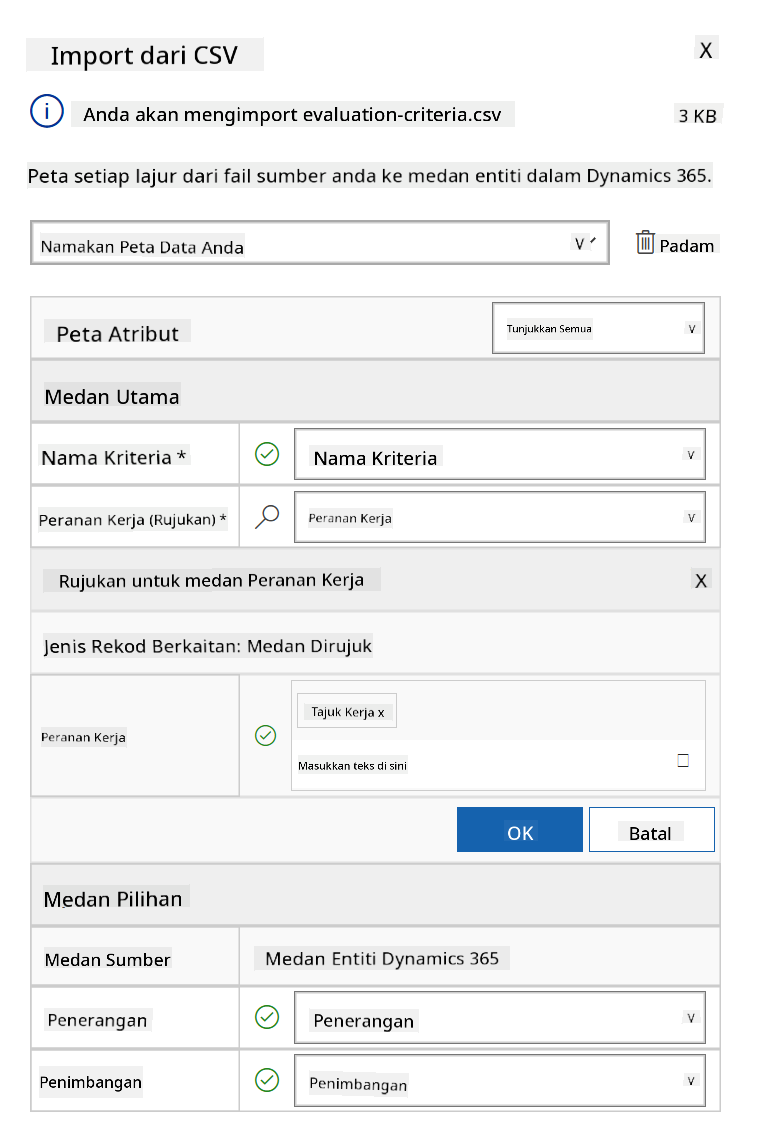 Import dari CSV
X
Anda akan mengimport evaluation-criteria.csv
3 KB
Peta setiap lajur dari fail sumber anda ke medan entiti dalam Dynamics 365.
Namakan Peta Data Anda
V
Padam
Peta Atribut
Tunjukkan Semua
V
Medan Utama
Nama Kriteria *
Nama Kriteria
V
Peranan Kerja (Rujukan) *
Peranan Kerja
V
Rujukan untuk medan Peranan Kerja
X
Jenis Rekod Berkaitan: Medan Dirujuk
Peranan Kerja
Tajuk Kerja x
Masukkan teks di sini
OK
Batal
Medan Pilihan
Medan Sumber
Medan Entiti Dynamics 365
Penerangan
Penerangan
V
Penimbangan
Penimbangan
V